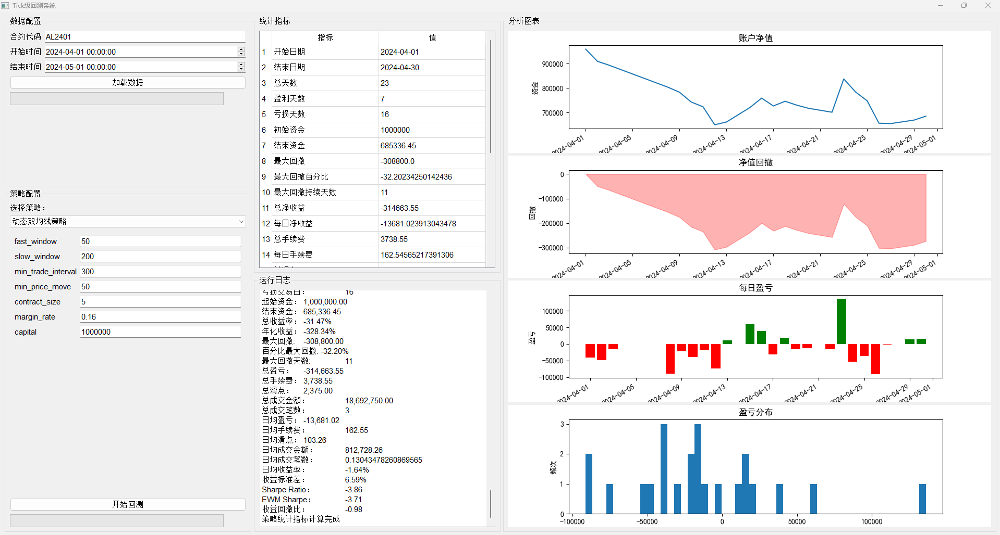 Tick级回测系统
数据配置
合约代码 AL2401
开始时间 2024-04-01 00:00:00
结束时间 2024-05-01 00:00:00
加载数据
策略配置
选择策略：
动态双均线策略
fast_window 50
slow_window 200
min_trade_interval 300
min_price_move 50
contract_size 5
margin_rate 0.16
capital 1000000
开始回测
统计指标
指标 值
1 开始日期 2024-04-01
2 结束日期 2024-04-30
3 总天数 23
4 盈利天数 7
5 亏损天数 16
6 初始资金 1000000
7 结束资金 685336.45
8 最大回撤 -308800.0
9 最大回撤百分比 -32.20234250142436
10 最大回撤持续天数 11
11 总净收益 -314663.55
12 每日净收益 -13681.023913043478
13 总手续费 3738.55
14 每日手续费 162.54565217391306
运行日志
亏损交易日： 16
起始资金： 1,000,000.00
结束资金： 685,336.45
总收益率： -31.47%
年化收益： -328.34%
最大回撤: -308,800.00
百分比最大回撤: -32.20%
最大回撤天数: 11
总盈亏： -314,663.55
总手续费： 3,738.55
总滑点： 2,375.00
总成交金额： 18,692,750.00
总成交笔数： 3
日均盈亏： -13,681.02
日均手续费： 162.55
日均滑点： 103.26
日均成交金额： 812,728.26
日均成交笔数： 0.13043478260869565
日均收益率： -1.64%
收益标准差： 6.59%
Sharpe Ratio： -3.86
EWM Sharpe： -3.71
收益回撤比： -0.98
策略统计指标计算完成
分析图表
账户净值
资金
900000
800000
700000
2024-04-01 2024-04-05 2024-04-09 2024-04-13 2024-04-17 2024-04-21 2024-04-25 2024-04-29 2024-05-01
净值回撤
回撤
0
−100000
−200000
−300000
2024-04-01 2024-04-05 2024-04-09 2024-04-13 2024-04-17 2024-04-21 2024-04-25 2024-04-29 2024-05-01
每日盈亏
盈亏
100000
50000
0
−50000
−100000
2024-04-01 2024-04-05 2024-04-09 2024-04-13 2024-04-17 2024-04-21 2024-04-25 2024-04-29 2024-05-01
盈亏分布
频次
3
2
1
0
−100000 −50000 0 50000 100000